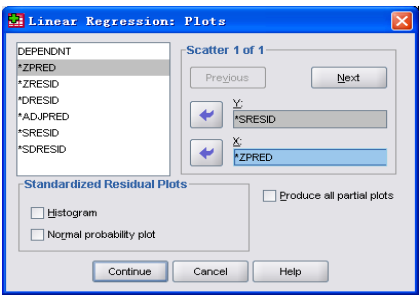 Linear Regression: Plots
DEPENDNT
*ZPRED
*ZRESID
*DRESID
*ADJPRED
*SRESID
*SDRESID
Scatter 1 of 1
Previous
Next
Y:
*SRESID
X:
*ZPRED
Standardized Residual Plots
Histogram
Normal probability plot
Produce all partial plots
Continue
Cancel
Help